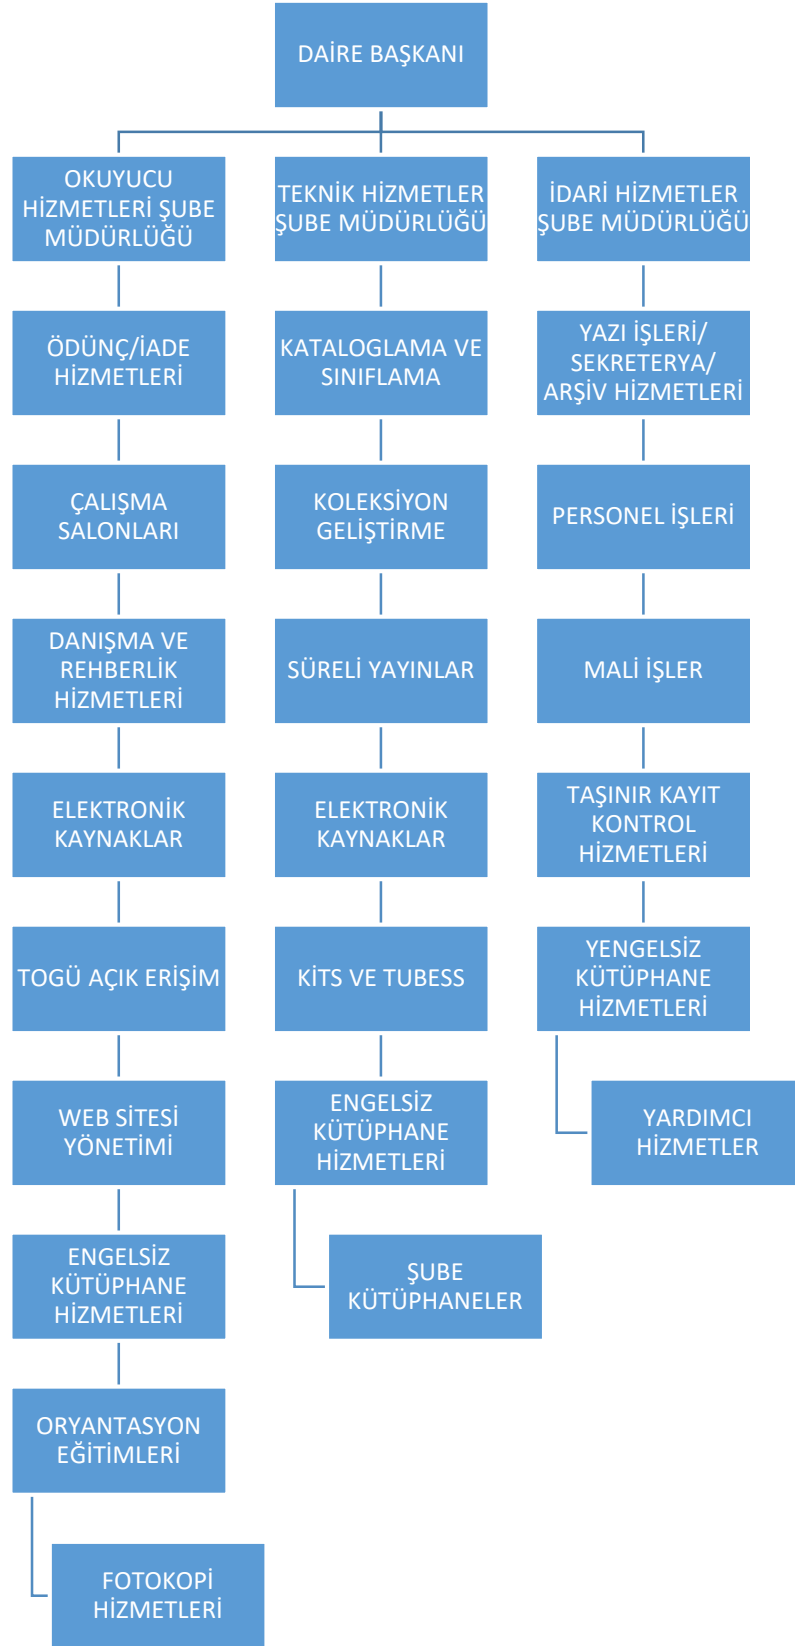 DAİRE BAŞKANI
OKUYUCU
HİZMETLERİ ŞUBE
MÜDÜRLÜĞÜ
ÖDÜNÇ/İADE
HİZMETLERİ
ÇALIŞMA
SALONLARI
DANIŞMA VE
REHBERLİK
HİZMETLERİ
ELEKTRONİK
KAYNAKLAR
TOGÜ AÇIK ERİŞİM
WEB SİTESİ
YÖNETİMİ
ENGELSİZ
KÜTÜPHANE
HİZMETLERİ
ORYANTASYON
EĞİTİMLERİ
FOTOKOPİ
HİZMETLERİ
TEKNİK HİZMETLER
ŞUBE MÜDÜRLÜĞÜ
KATALOGLAMA VE
SINIFLAMA
KOLEKSİYON
GELİŞTİRME
SÜRELİ YAYINLAR
ELEKTRONİK
KAYNAKLAR
KİTS VE TUBESS
ENGELSİZ
KÜTÜPHANE
HİZMETLERİ
ŞUBE
KÜTÜPHANELER
İDARİ HİZMETLER
ŞUBE MÜDÜRLÜĞÜ
YAZI İŞLERİ/
SEKRETERYA/
ARŞİV HİZMETLERİ
PERSONEL İŞLERİ
MALİ İŞLER
TAŞINIR KAYIT
KONTROL
HİZMETLERİ
YENGELSİZ
KÜTÜPHANE
HİZMETLERİ
YARDIMCI
HİZMETLER